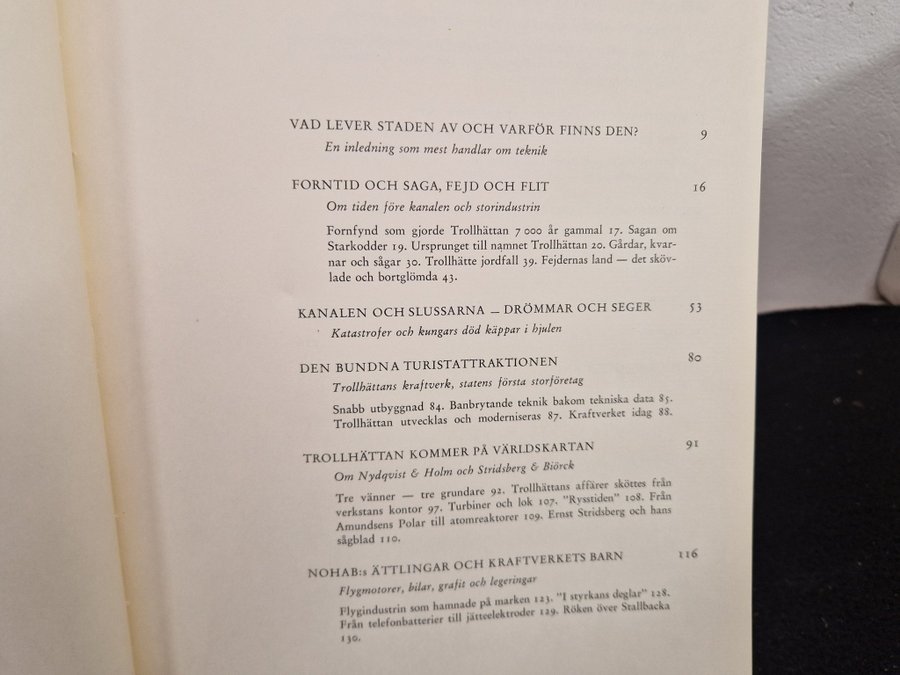 VAD LEVER STADEN AV OCH VARFÖR FINNS DEN? 9
En inledning som mest handlar om teknik
FORNTID OCH SAGA, FEJD OCH FLIT 16
Om tiden före kanalen och storindustrin
Fornfynd som gjorde Trollhättan 7 000 år gammal 17. Sagan om
Starkodder 19. Ursprunget till namnet Trollhättan 20. Gårdar, kvar-
nar och sågar 30. Trollhätte jordfall 39. Fejdernas land — det sköv-
lade och bortglömda 43.
KANALEN OCH SLUSSARNA – DRÖMMAR OCH SEGER 53
Katastrofer och kungars död käppar i hjulen
DEN BUNDNA TURISTATTRAKTIONEN 80
Trollhättans kraftverk, statens första storföretag
Snabb utbyggnad 84. Banbrytande teknik bakom tekniska data 85.
Trollhättan utvecklas och moderniseras 87. Kraftverket idag 88.
TROLLHÄTTAN KOMMER PÅ VÄRLDSKARTAN 91
Om Nydqvist & Holm och Stridsberg & Biörck
Tre vänner — tre grundare 92. Trollhättans affärer sköttes från
verkstans kontor 97. Turbiner och lok 107. "Rysstiden" 108. Från
Amundsens Polar till atomreaktorer 109. Ernst Stridsberg och hans
sågblad 110.
NOHAB:s ÄTTLINGAR OCH KRAFTVERKETS BARN 116
Flygmotorer, bilar, grafit och legeringar
Flygindustrin som hamnade på marken 123. "I styrkans deglar" 128.
Från telefonbatterier till jätteelektroder 129. Röken över Stallbacka
130.